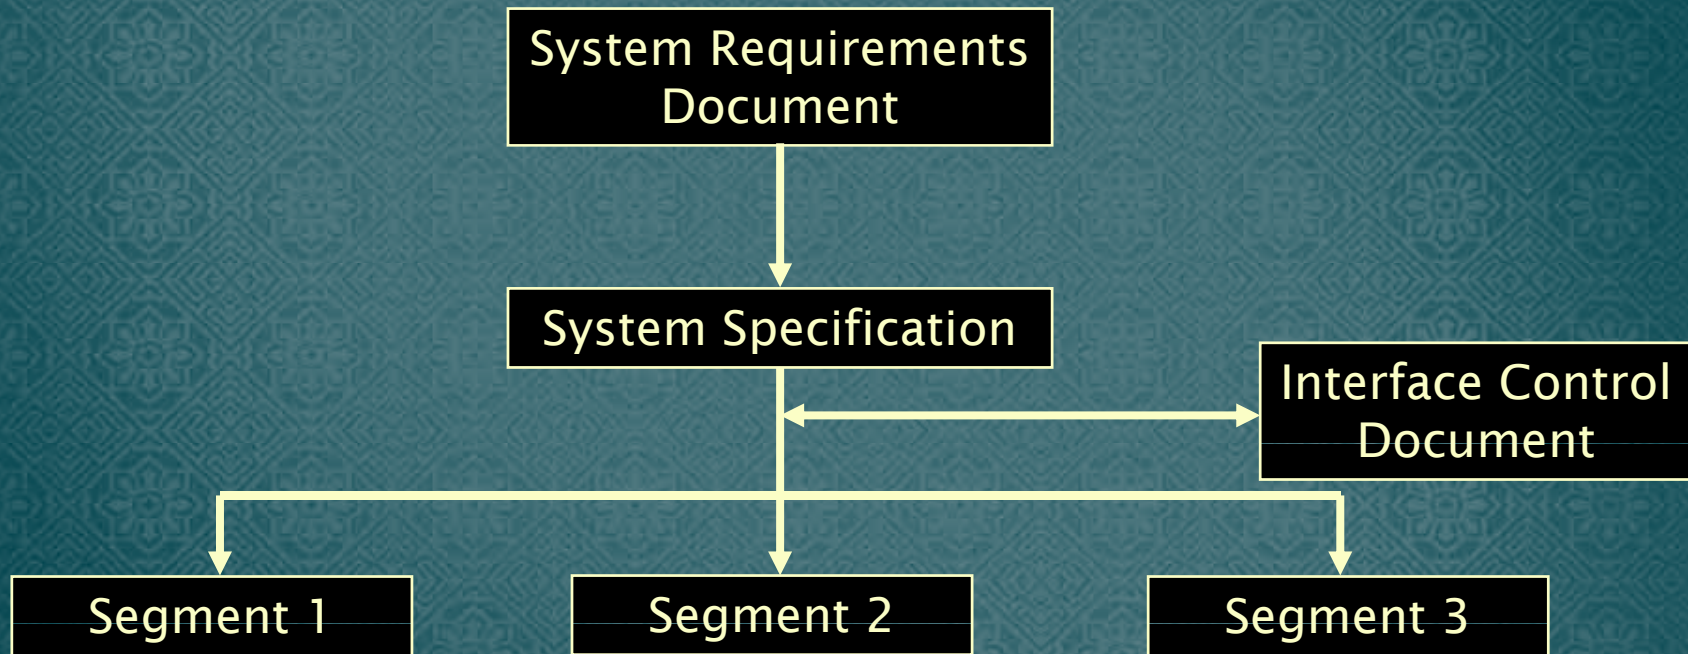 System Requirements
Document
System Specification
Interface Control
Document
Segment 1
Segment 2
Segment 3